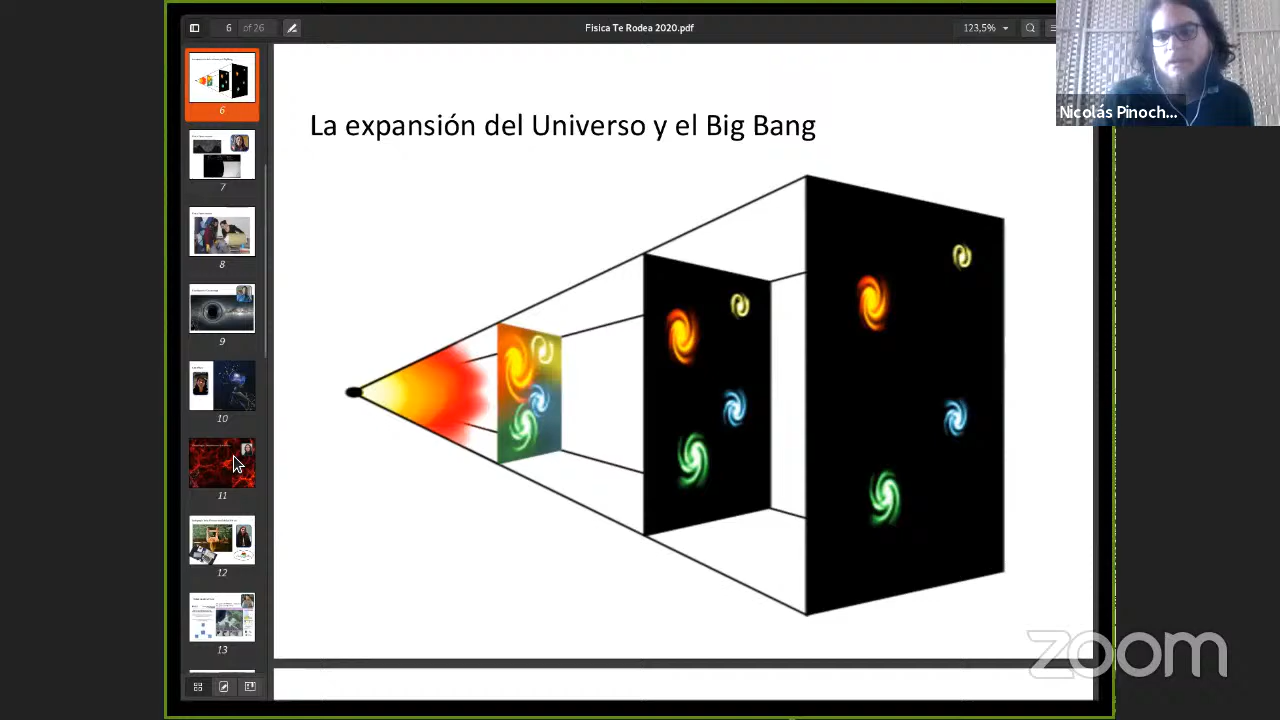 6 of 26
Fisica Te Rodea 2020.pdf
123,5%
Nicolás Pinoch...
La expansión del Universo y el Big Bang
6
7
8
9
10
11
12
13
zoom